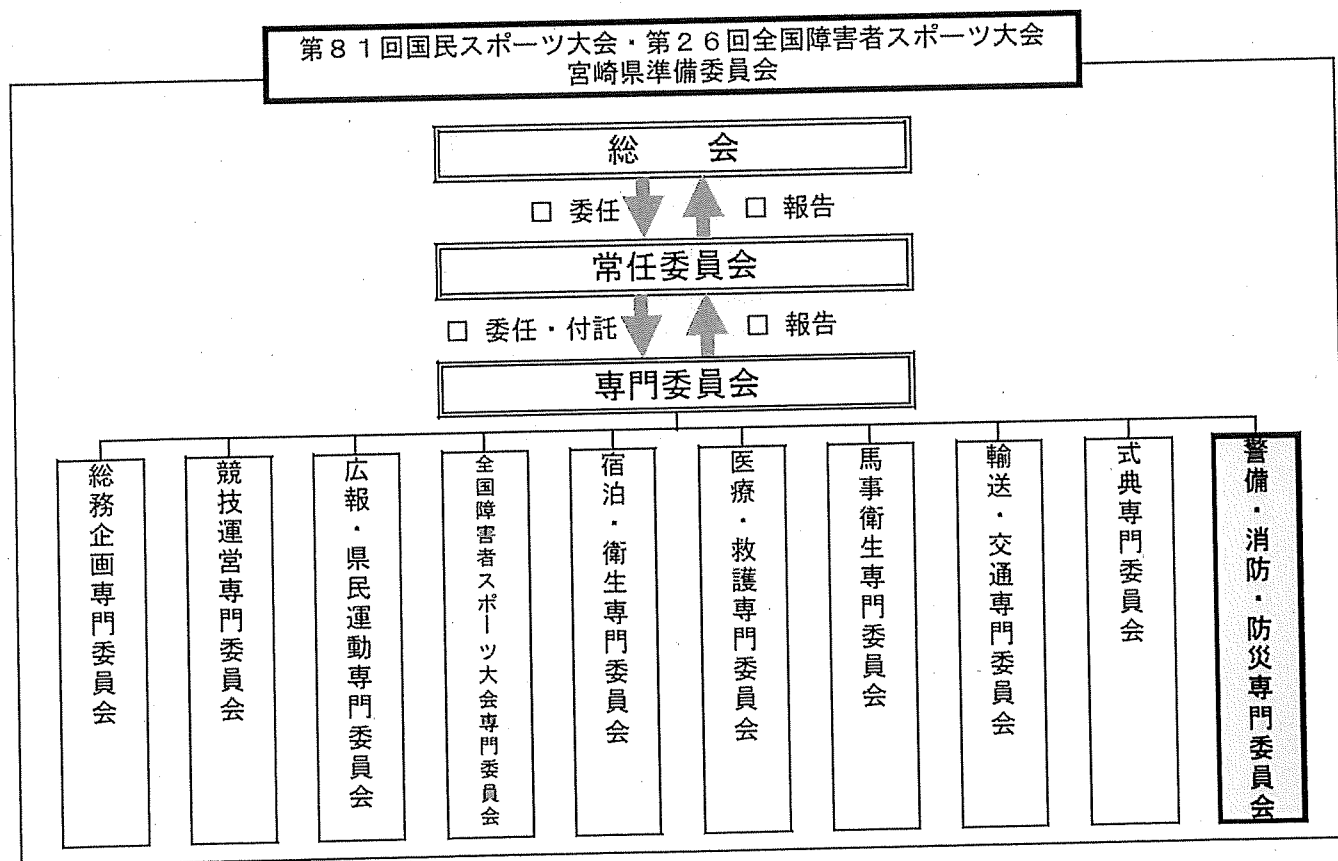 第８１回国民スポーツ大会・第２６回全国障害者スポーツ大会
宮崎県準備委員会
総　　会
□ 委任
□ 報告
常任委員会
□ 委任・付託
□ 報告
専門委員会
総務企画専門委員会
競技運営専門委員会
広報・県民運動専門委員会
全国障害者スポーツ大会専門委員会
宿泊・衛生専門委員会
医療・救護専門委員会
馬事衛生専門委員会
輸送・交通専門委員会
式典専門委員会
警備・消防・防災専門委員会